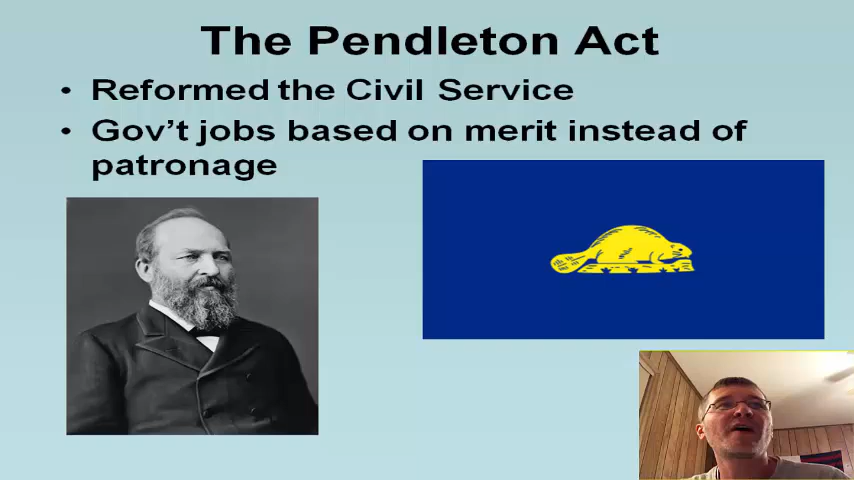 The Pendleton Act
• Reformed the Civil Service
• Gov't jobs based on merit instead of
patronage